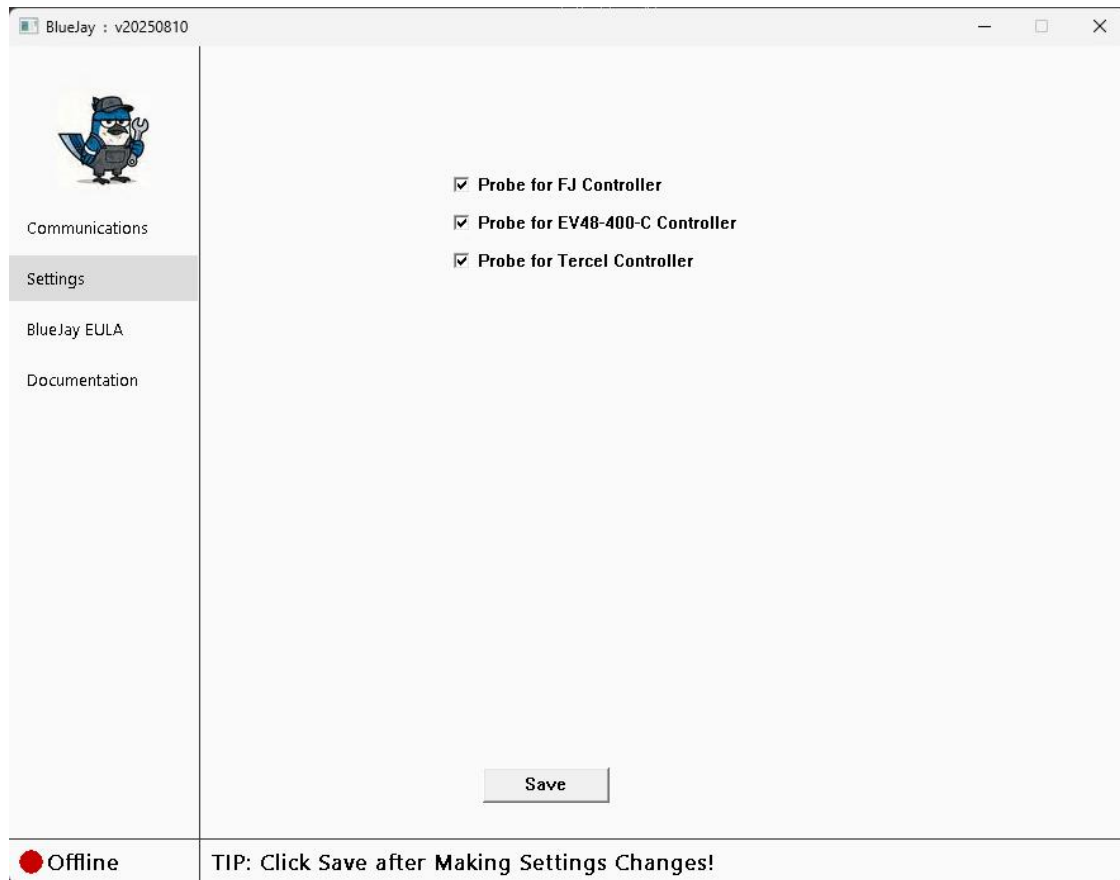 BlueJay : v20250810
Communications
Settings
BlueJay EULA
Documentation
Probe for FJ Controller
Probe for EV48-400-C Controller
Probe for Tercel Controller
Save
Offline
TIP: Click Save after Making Settings Changes!